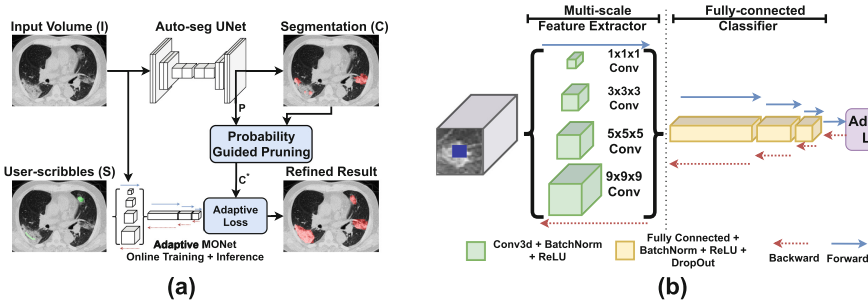 Input Volume (I)
Auto-seg UNet
Segmentation (C)
P
Probability
Guided Pruning
User-scribbles (S)
C*
Refined Result
Adaptive
Loss
Adaptive MONet
Online Training + Inference
(a)
Multi-scale
Feature Extractor
Fully-connected
Classifier
1x1x1
Conv
3x3x3
Conv
5x5x5
Conv
9x9x9
Conv
Ad
L
Conv3d + BatchNorm
+ ReLU
Fully Connected +
BatchNorm + ReLU +
DropOut
Backward
Forward
(b)